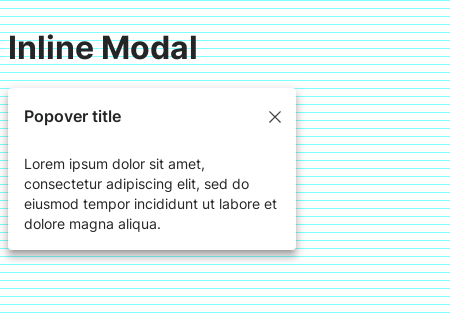 Inline Modal
Popover title
Lorem ipsum dolor sit amet,
consectetur adipiscing elit, sed do
eiusmod tempor incididunt ut labore et
dolore magna aliqua.